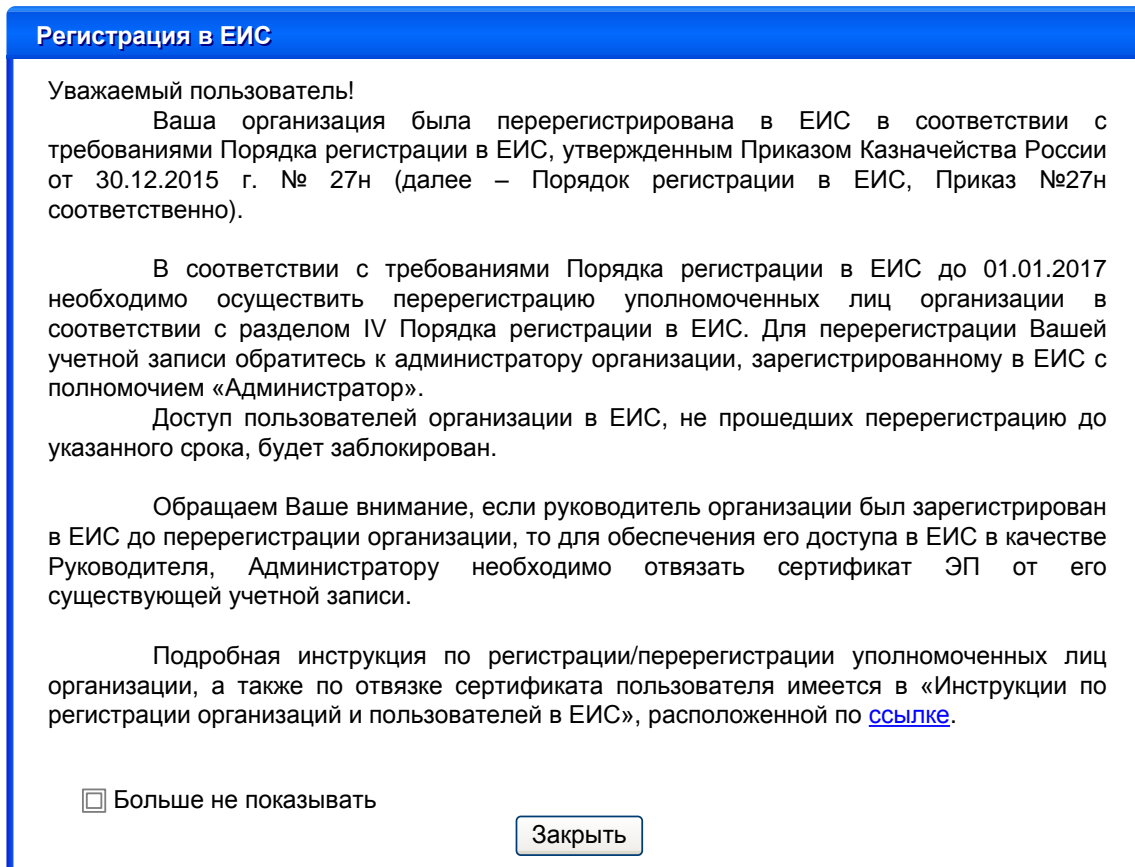 Регистрация в ЕИС
Уважаемый пользователь!
Ваша организация была перерегистрирована в ЕИС в соответствии с
требованиями Порядка регистрации в ЕИС, утвержденным Приказом Казначейства России
от 30.12.2015 г. № 27н (далее – Порядок регистрации в ЕИС, Приказ №27н
соответственно).
В соответствии с требованиями Порядка регистрации в ЕИС до 01.01.2017
необходимо осуществить перерегистрацию уполномоченных лиц организации в
соответствии с разделом IV Порядка регистрации в ЕИС. Для перерегистрации Вашей
учетной записи обратитесь к администратору организации, зарегистрированному в ЕИС с
полномочием «Администратор».
Доступ пользователей организации в ЕИС, не прошедших перерегистрацию до
указанного срока, будет заблокирован.
Обращаем Ваше внимание, если руководитель организации был зарегистрирован
в ЕИС до перерегистрации организации, то для обеспечения его доступа в ЕИС в качестве
Руководителя, Администратору необходимо отвязать сертификат ЭП от его
существующей учетной записи.
Подробная инструкция по регистрации/перерегистрации уполномоченных лиц
организации, а также по отвязке сертификата пользователя имеется в «Инструкции по
регистрации организаций и пользователей в ЕИС», расположенной по ссылке.
Больше не показывать
Закрыть